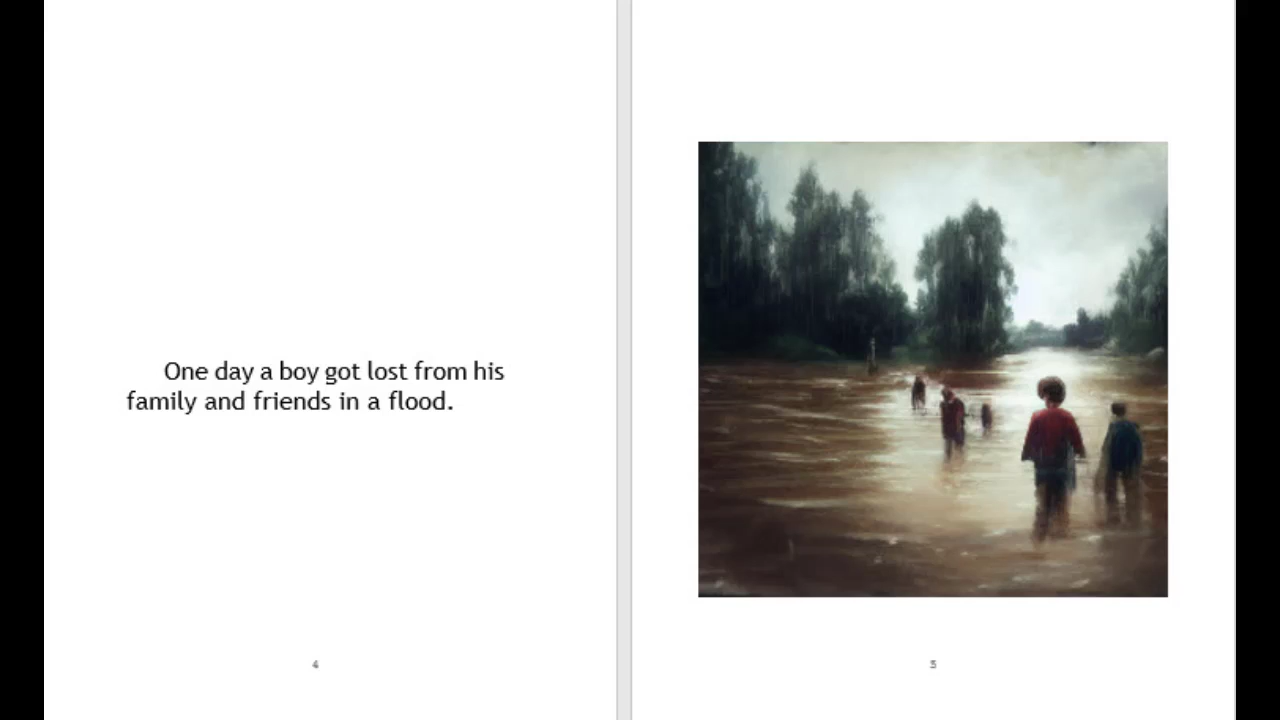 One day a boy got lost from his
family and friends in a flood.
4
5